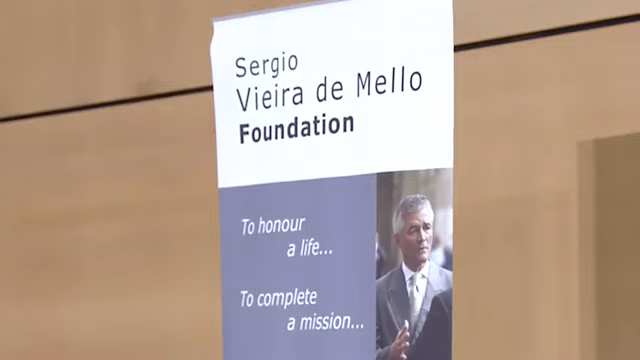 Sergio
Vieira de Mello
Foundation
To honour
a life...
To complete
a mission...